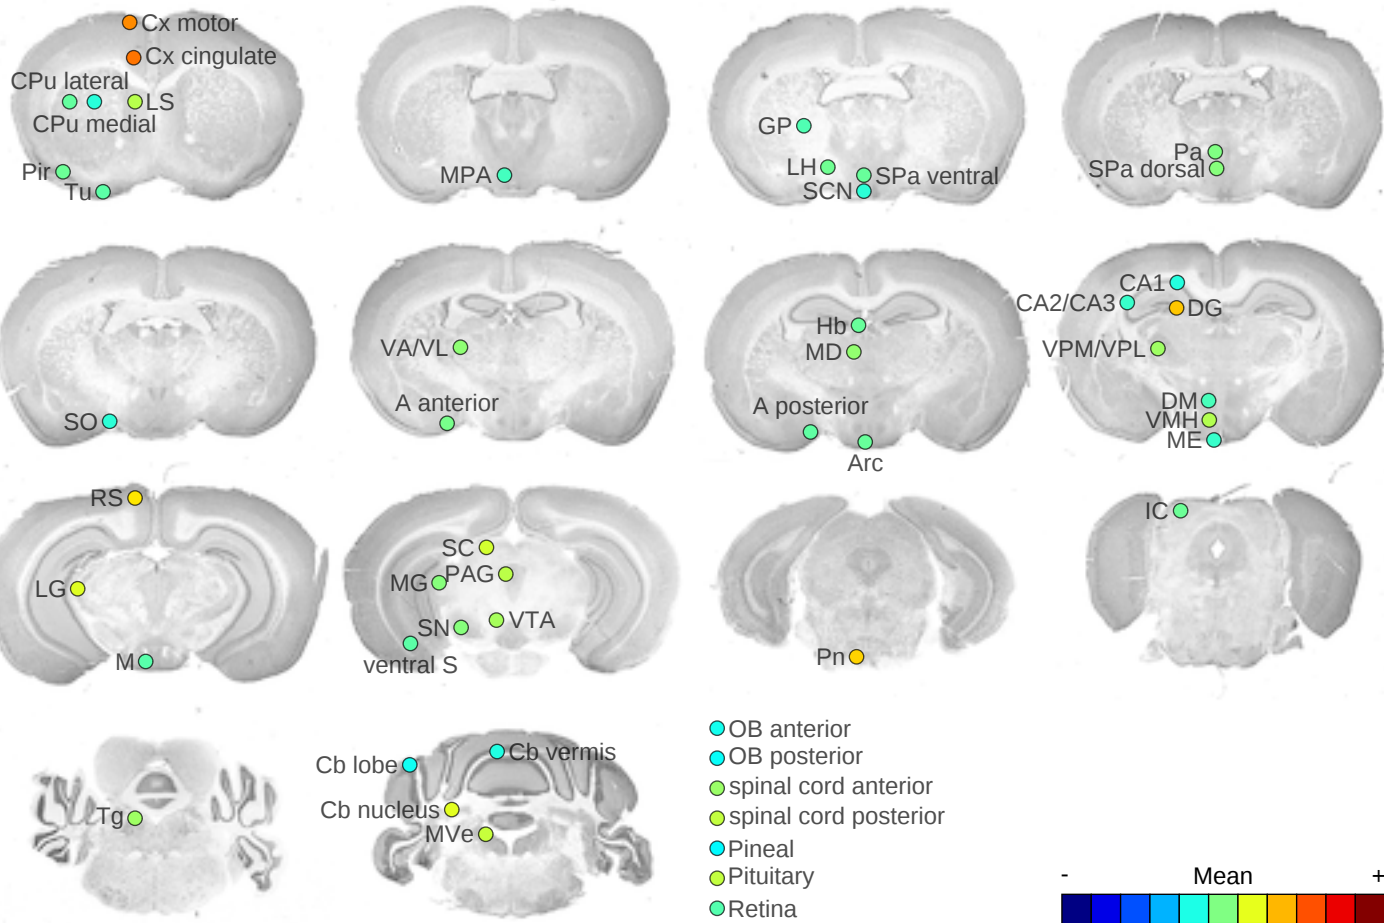 Cx motor
Cx cingulate
CPu lateral
LS
CPu medial
Pir
Tu
MPA
GP
LH
SPa ventral
SCN
Pa
SPa dorsal
SO
VA/VL
A anterior
Hb
MD
A posterior
Arc
CA1
CA2/CA3
DG
VPM/VPL
DM
VMH
ME
RS
LG
M
SC
PAG
MG
VTA
SN
ventral S
Pn
IC
Tg
Cb lobe
Cb vermis
Cb nucleus
MVe
OB anterior
OB posterior
spinal cord anterior
spinal cord posterior
Pineal
Pituitary
Retina
- Mean +